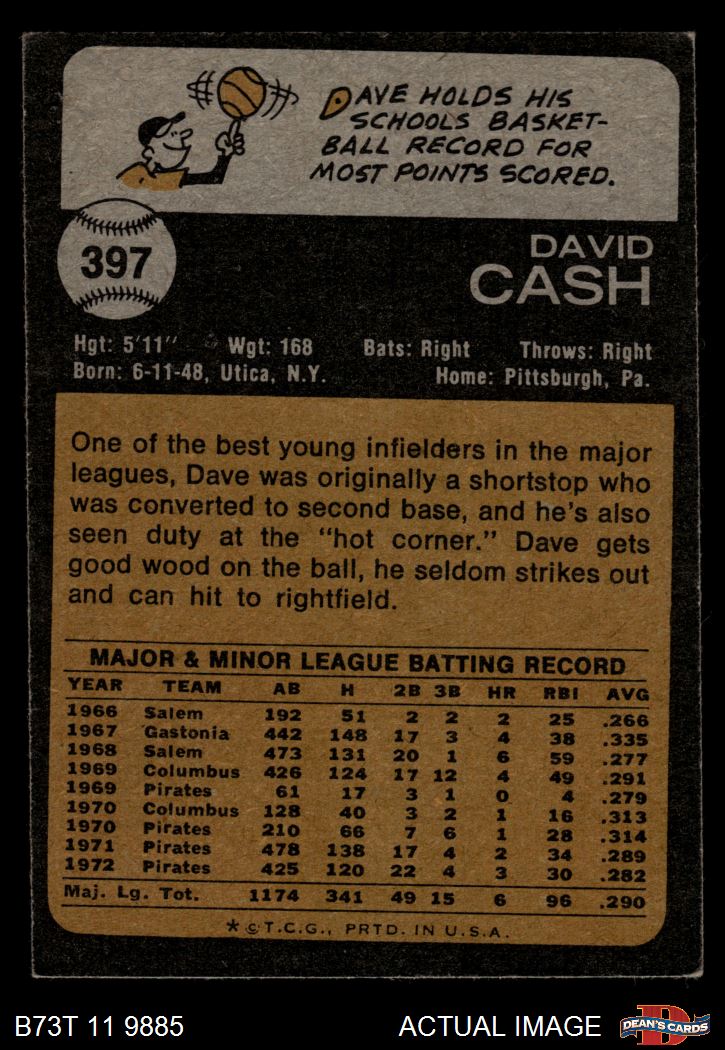 DAVE HOLDS HIS
SCHOOLS BASKET-
BALL RECORD FOR
MOST POINTS SCORED.
397
DAVID
CASH
Hgt: 5'11" Wgt: 168 Bats: Right Throws: Right
Born: 6-11-48, Utica, N.Y. Home: Pittsburgh, Pa.
One of the best young infielders in the major
leagues, Dave was originally a shortstop who
was converted to second base, and he's also
seen duty at the "hot corner." Dave gets
good wood on the ball, he seldom strikes out
and can hit to rightfield.
MAJOR & MINOR LEAGUE BATTING RECORD
YEAR TEAM AB H 2B 3B HR RBI AVG
1966 Salem 192 51 2 2 2 25 .266
1967 Gastonia 442 148 17 3 4 38 .335
1968 Salem 473 131 20 1 6 59 .277
1969 Columbus 426 124 17 12 4 49 .291
1969 Pirates 61 17 3 1 0 4 .279
1970 Columbus 128 40 3 2 1 16 .313
1970 Pirates 210 66 7 6 1 28 .314
1971 Pirates 478 138 17 4 2 34 .289
1972 Pirates 425 120 22 4 3 30 .282
Maj. Lg. Tot. 1174 341 49 15 6 96 .290
*©T.C.G., PRTD. IN U.S.A.
B73T 11 9885 ACTUAL IMAGE
D
DEAN'S CARDS